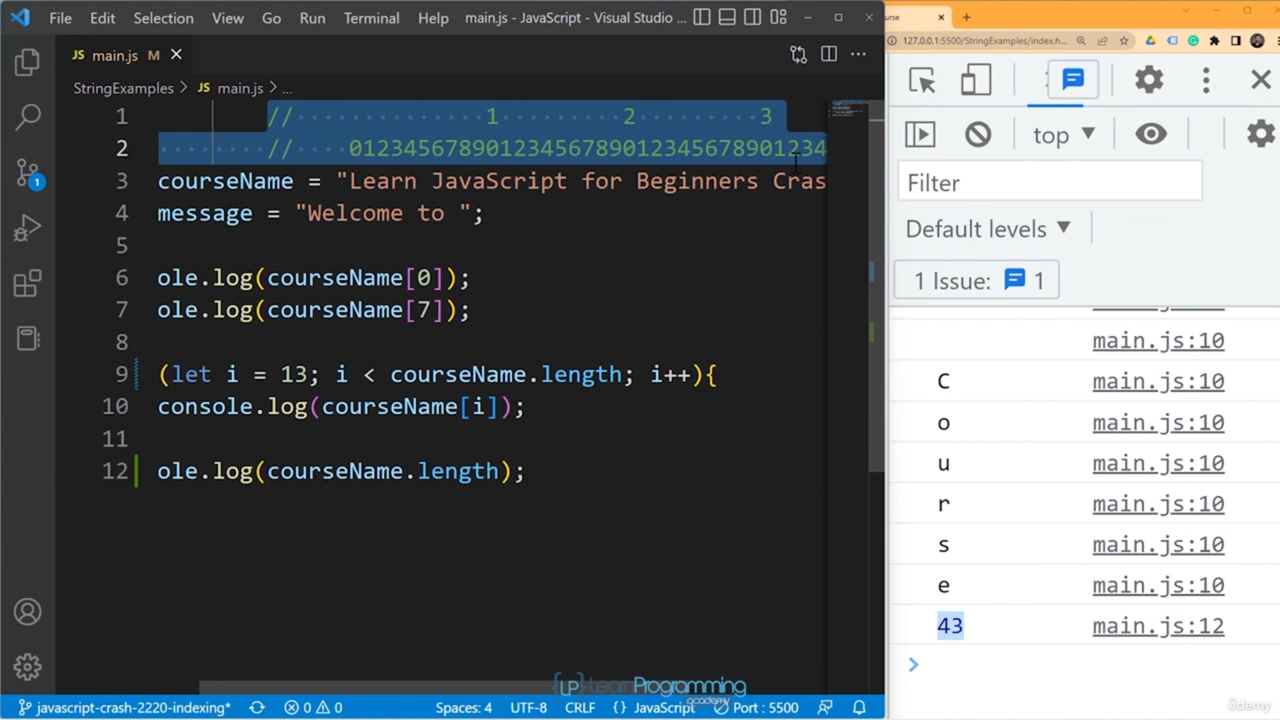 File Edit Selection View Go Run Terminal Help main.js - JavaScript - Visual Studio ...
JS main.js M
StringExamples > JS main.js > ...
1 // 1 2 3
2 // 01234567890123456789012345678901234
3 courseName = "Learn JavaScript for Beginners Cras
4 message = "Welcome to ";
5
6 ole.log(courseName[0]);
7 ole.log(courseName[7]);
8
9 (let i = 13; i < courseName.length; i++){
10 console.log(courseName[i]);
11
12 ole.log(courseName.length);
1
javascript-crash-2220-indexing* 0 0 Spaces: 4 UTF-8 CRLF {} JavaScript Port : 5500
LP LearnProgramming
academy
urse
127.0.0.1:5500/StringExamples/index.h...
top
Filter
Default levels
1 Issue: 1
main.js:10
C main.js:10
o main.js:10
u main.js:10
r main.js:10
s main.js:10
e main.js:10
43 main.js:12
ûdemy